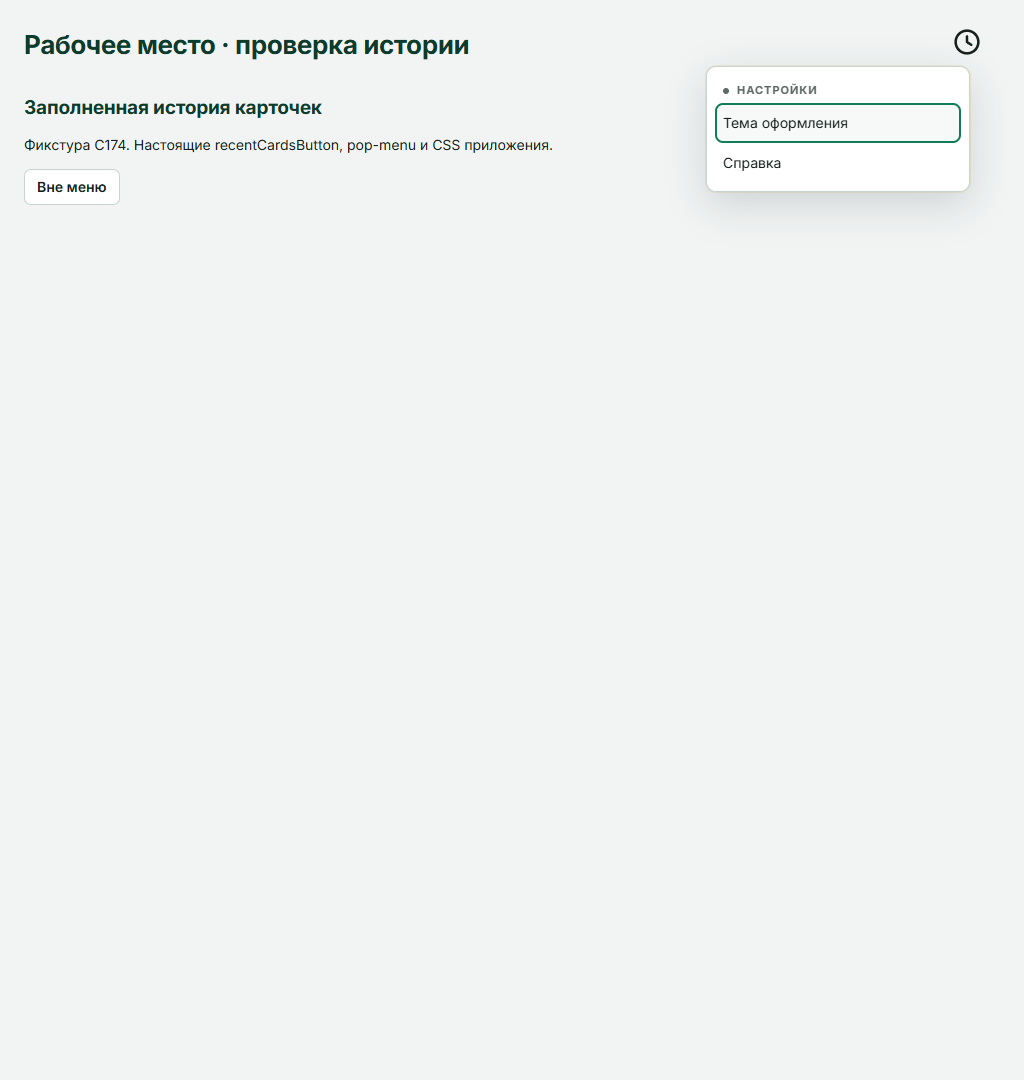 Рабочее место · проверка истории
НАСТРОЙКИ
Тема оформления
Справка
Заполненная история карточек
Фикстура C174. Настоящие recentCardsButton, pop-menu и CSS приложения.
Вне меню